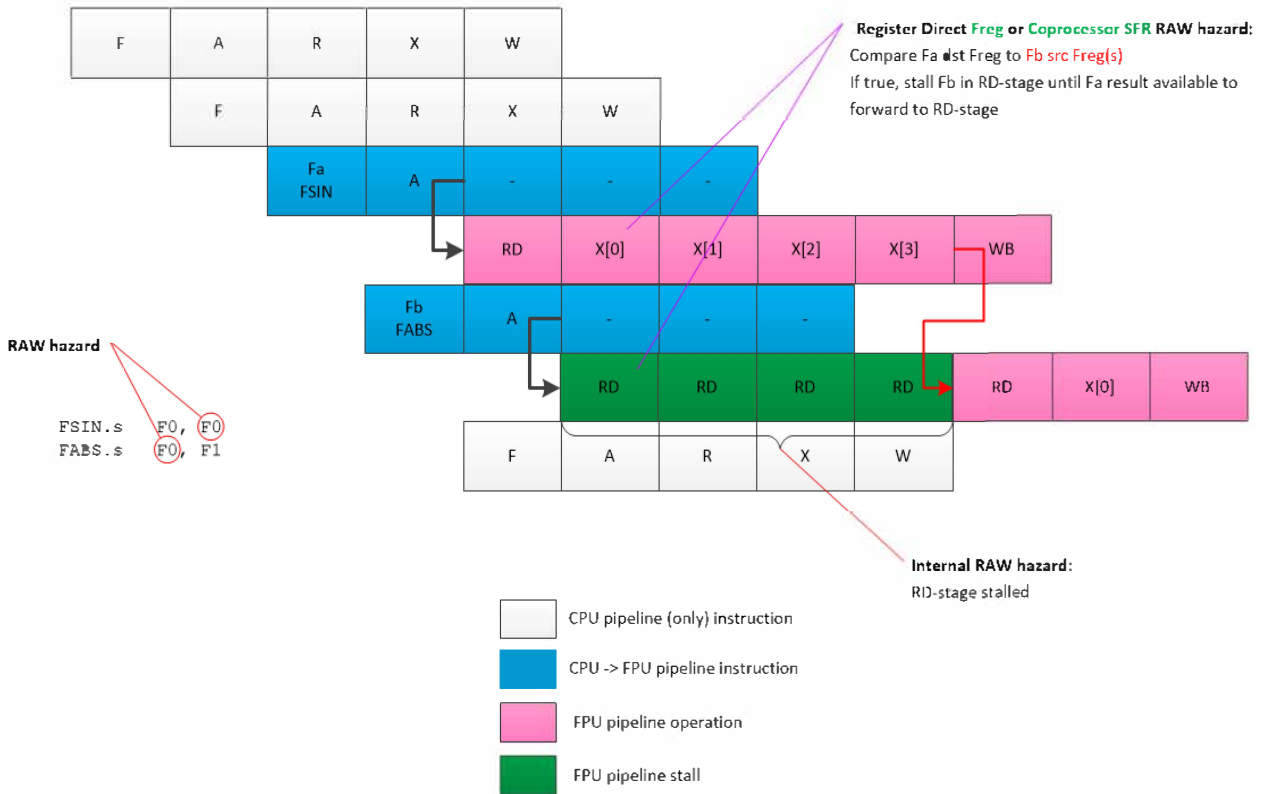 F A R X W
Register Direct Freg or Coprocessor SFR RAW hazard:
Compare Fa dst Freg to Fb src Freg(s)
If true, stall Fb in RD-stage until Fa result available to
forward to RD-stage
F A R X W
Fa
FSIN
A - - -
RD X[0] X[1] X[2] X[3] WB
Fb
FABS
A - - -
RAW hazard
RD RD RD RD RD X[0] WB
FSIN.s F0, F0
FABS.s F0, F1
F A R X W
Internal RAW hazard:
RD-stage stalled
CPU pipeline (only) instruction
CPU -> FPU pipeline instruction
FPU pipeline operation
FPU pipeline stall